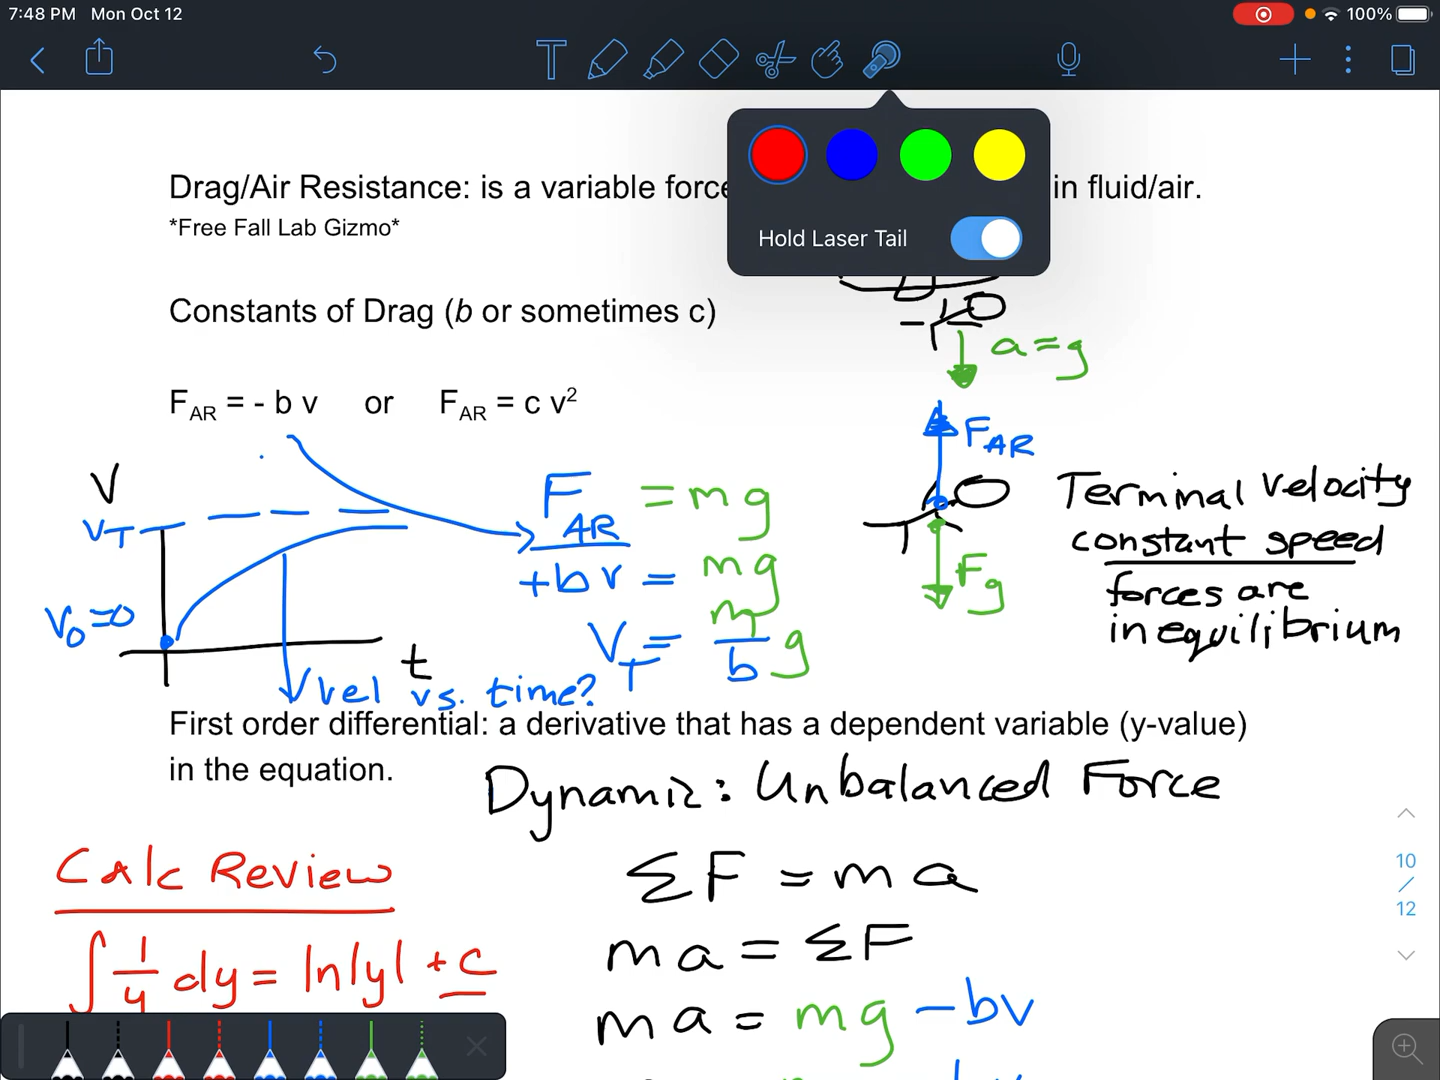 7:48 PM Mon Oct 12
100%
Hold Laser Tail
Drag/Air Resistance: is a variable force in fluid/air.
*Free Fall Lab Gizmo*
Constants of Drag (b or sometimes c)
a = g
F_AR = - b v or F_AR = c v²
F_AR
V
V_T
V_0 = 0
t
F_AR = mg
+bv = mg
V_T = m/b g
vel vs. time?
F_g
Terminal velocity
constant speed
forces are
in equilibrium
First order differential: a derivative that has a dependent variable (y-value)
in the equation.
Dynamic: Unbalanced Force
Calc Review
∫ 1/y dy = ln|y| + c
ΣF = ma
ma = ΣF
ma = mg - bv
10
/
12